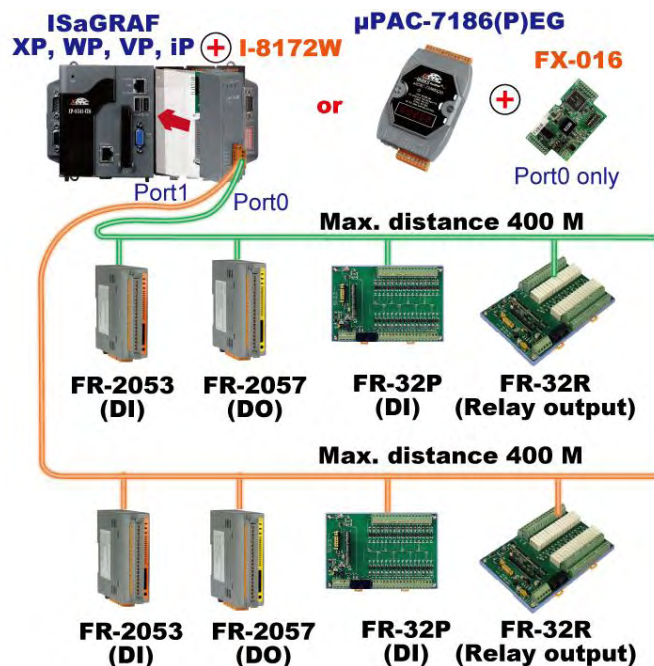 ISaGRAF
XP, WP, VP, iP + I-8172W
µPAC-7186(P)EG
or
+
FX-016
Port0 only
Port1
Port0
Max. distance 400 M
FR-2053
(DI)
FR-2057
(DO)
FR-32P
(DI)
FR-32R
(Relay output)
Max. distance 400 M
FR-2053
(DI)
FR-2057
(DO)
FR-32P
(DI)
FR-32R
(Relay output)